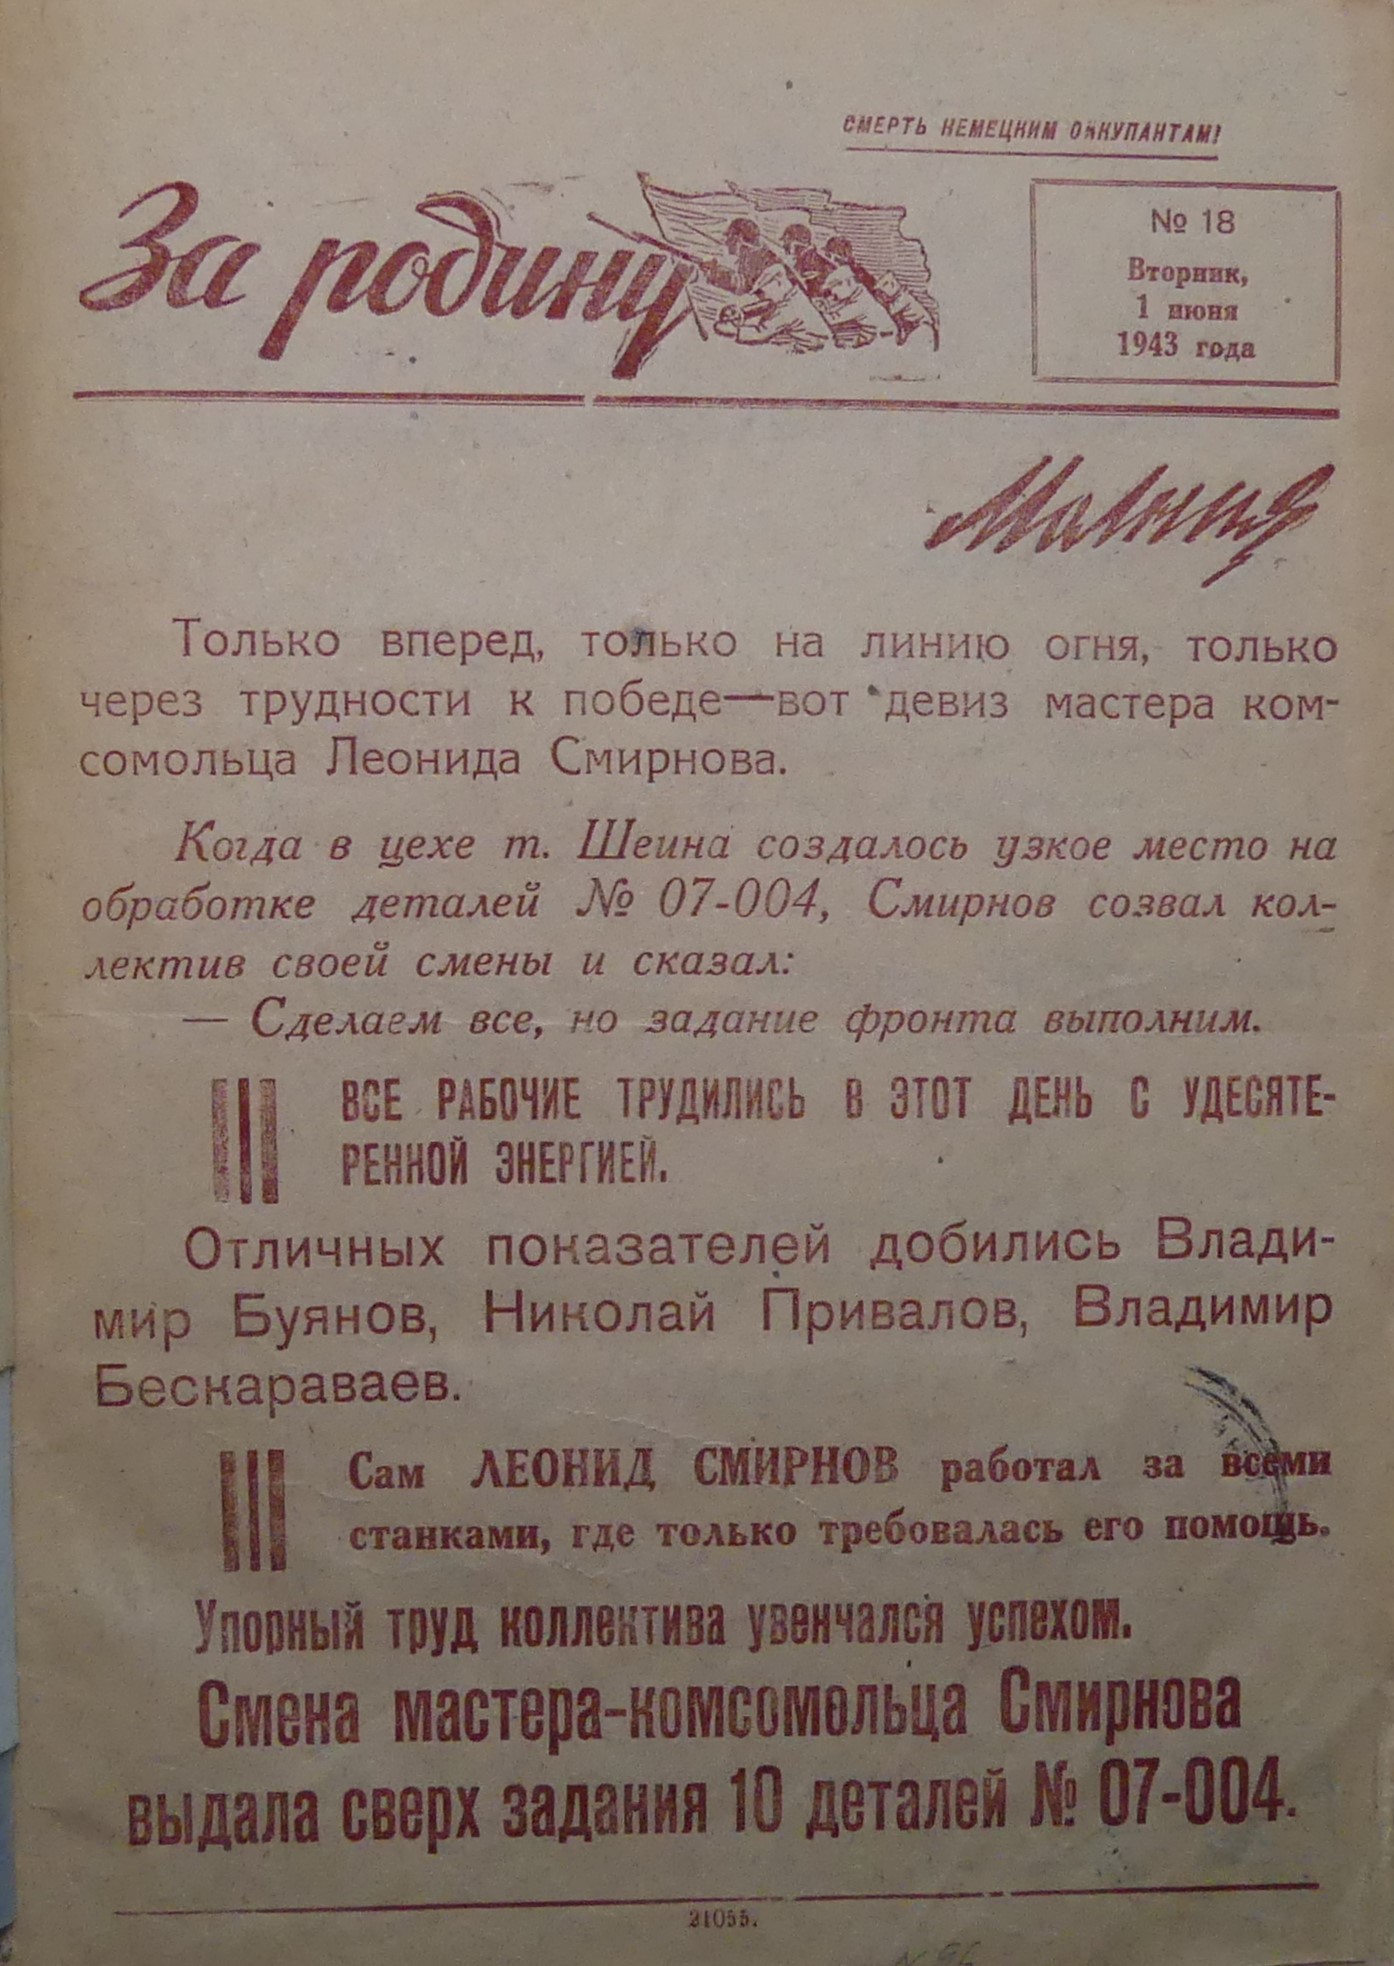 СМЕРТЬ НЕМЕЦКИМ ОККУПАНТАМ!
За родину
№ 18
Вторник,
1 июня
1943 года
Молния
Только вперед, только на линию огня, только
через трудности к победе—вот девиз мастера ком-
сомольца Леонида Смирнова.
Когда в цехе т. Шеина создалось узкое место на
обработке деталей № 07-004, Смирнов созвал кол-
лектив своей смены и сказал:
— Сделаем все, но задание фронта выполним.
ВСЕ РАБОЧИЕ ТРУДИЛИСЬ В ЭТОТ ДЕНЬ С УДЕСЯТЕ-
РЕННОЙ ЭНЕРГИЕЙ.
Отличных показателей добились Влади-
мир Буянов, Николай Привалов, Владимир
Бескараваев.
Сам ЛЕОНИД СМИРНОВ работал за всеми
станками, где только требовалась его помощь.
Упорный труд коллектива увенчался успехом.
Смена мастера-комсомольца Смирнова
выдала сверх задания 10 деталей № 07-004.
21055.